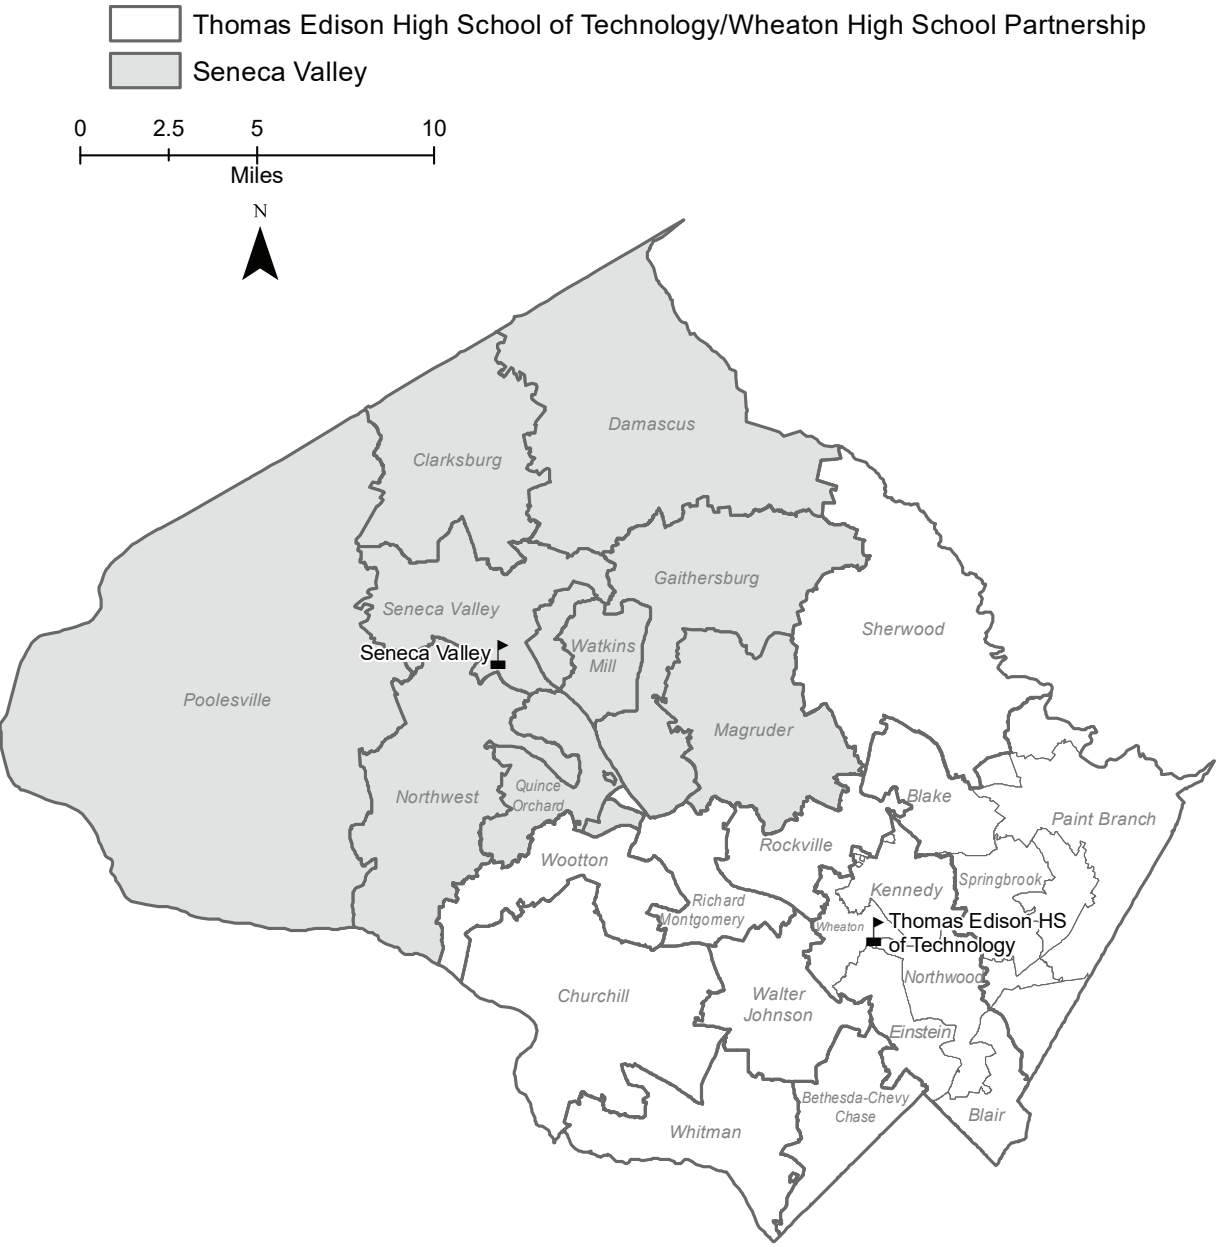 Thomas Edison High School of Technology/Wheaton High School Partnership
Seneca Valley
0 2.5 5 10
Miles
N
Damascus
Clarksburg
Gaithersburg
Seneca Valley
Sherwood
Watkins
Mill
Seneca Valley
Poolesville
Magruder
Northwest
Quince
Orchard
Blake
Paint Branch
Rockville
Wootton
Kennedy
Springbrook
Richard
Montgomery
Wheaton
Thomas Edison HS
of Technology
Northwood
Churchill
Walter
Johnson
Einstein
Bethesda-Chevy
Chase
Blair
Whitman